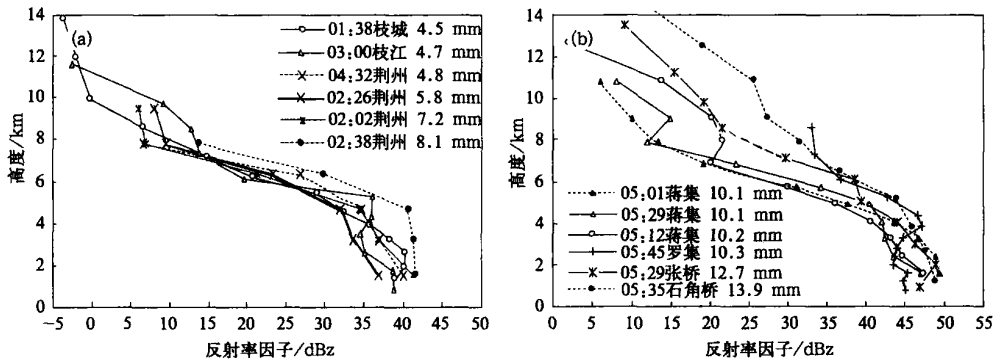 (a)
01:38枝城 4.5 mm
03:00枝江 4.7 mm
04:32荆州 4.8 mm
02:26荆州 5.8 mm
02:02荆州 7.2 mm
02:38荆州 8.1 mm
高度/km
14
12
10
8
6
4
2
0
-5 0 5 10 15 20 25 30 35 40 45 50
反射率因子/dBz
(b)
05:01蒋集 10.1 mm
05:29蒋集 10.1 mm
05:12蒋集 10.2 mm
05:45罗集 10.3 mm
05:29张桥 12.7 mm
05:35石角桥 13.9 mm
高度/km
14
12
10
8
6
4
2
0
0 5 10 15 20 25 30 35 40 45 50 55
反射率因子/dBz